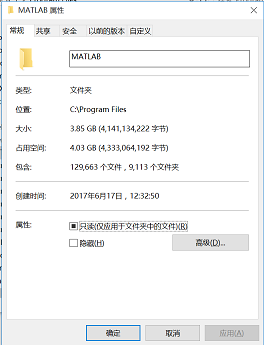 MATLAB 属性
常规 共享 安全 以前的版本 自定义
MATLAB
类型: 文件夹
位置: C:\Program Files
大小: 3.85 GB (4,141,134,222 字节)
占用空间: 4.03 GB (4,333,064,192 字节)
包含: 129,663 个文件，9,113 个文件夹
创建时间: 2017年6月17日，12:32:50
属性: 只读(仅应用于文件夹中的文件)(R)
隐藏(H) 高级(D)...
确定 取消 应用(A)